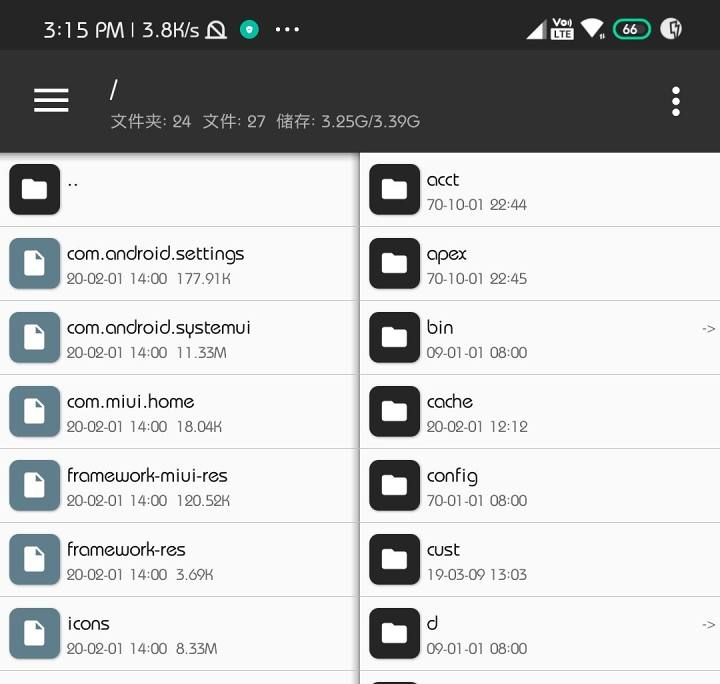 3:15 PM | 3.8K/s
Vo))
LTE
66
/
文件夹: 24 文件: 27 储存: 3.25G/3.39G
..
com.android.settings
20-02-01 14:00 177.91K
com.android.systemui
20-02-01 14:00 11.33M
com.miui.home
20-02-01 14:00 18.04K
framework-miui-res
20-02-01 14:00 120.52K
framework-res
20-02-01 14:00 3.69K
icons
20-02-01 14:00 8.33M
acct
70-10-01 22:44
apex
70-10-01 22:45
bin ->
09-01-01 08:00
cache
20-02-01 12:12
config
70-01-01 08:00
cust
19-03-09 13:03
d ->
09-01-01 08:00